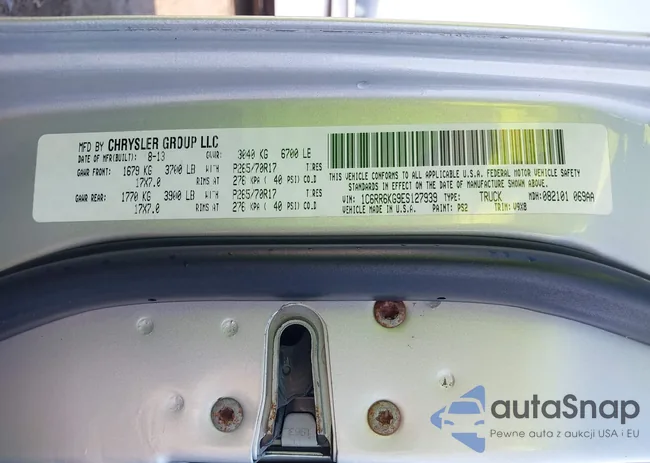 MFD BY CHRYSLER GROUP LLC
DATE OF MFR(BUILT): 8-13 GVWR: 3040 KG 6700 LB
GAWR FRONT: 1679 KG 3700 LB WITH P265/70R17 TIRES
17X7.0 RIMS AT 276 KPA ( 40 PSI) COLD
GAWR REAR: 1770 KG 3900 LB WITH P265/70R17 TIRES
17X7.0 RIMS AT 276 KPA ( 40 PSI) COLD
THIS VEHICLE CONFORMS TO ALL APPLICABLE U.S.A. FEDERAL MOTOR VEHICLE SAFETY
STANDARDS IN EFFECT ON THE DATE OF MANUFACTURE SHOWN ABOVE.
VIN: 1C6RR6KG9ES127939 TYPE: TRUCK MDH: 082101 069AA
VEHICLE MADE IN U.S.A. PAINT: PS2 TRIM: V9X8
autoSnap
Pewne auta z aukcji USA i EU